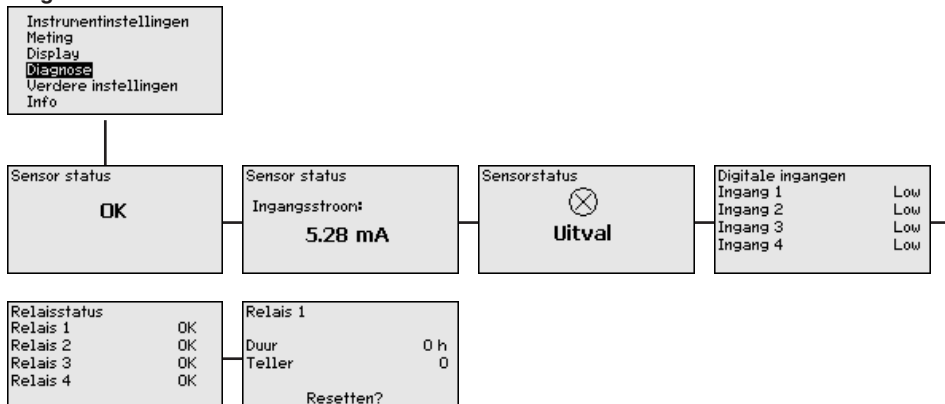 Instrumentinstellingen
Meting
Display
Diagnose
Verdere instellingen
Info
Sensor status
OK
Sensor status
Ingangsstroom:
5.28 mA
Sensorstatus
Uitval
Digitale ingangen
Ingang 1 Low
Ingang 2 Low
Ingang 3 Low
Ingang 4 Low
Relaisstatus
Relais 1 OK
Relais 2 OK
Relais 3 OK
Relais 4 OK
Relais 1
Duur 0 h
Teller 0
Resetten?